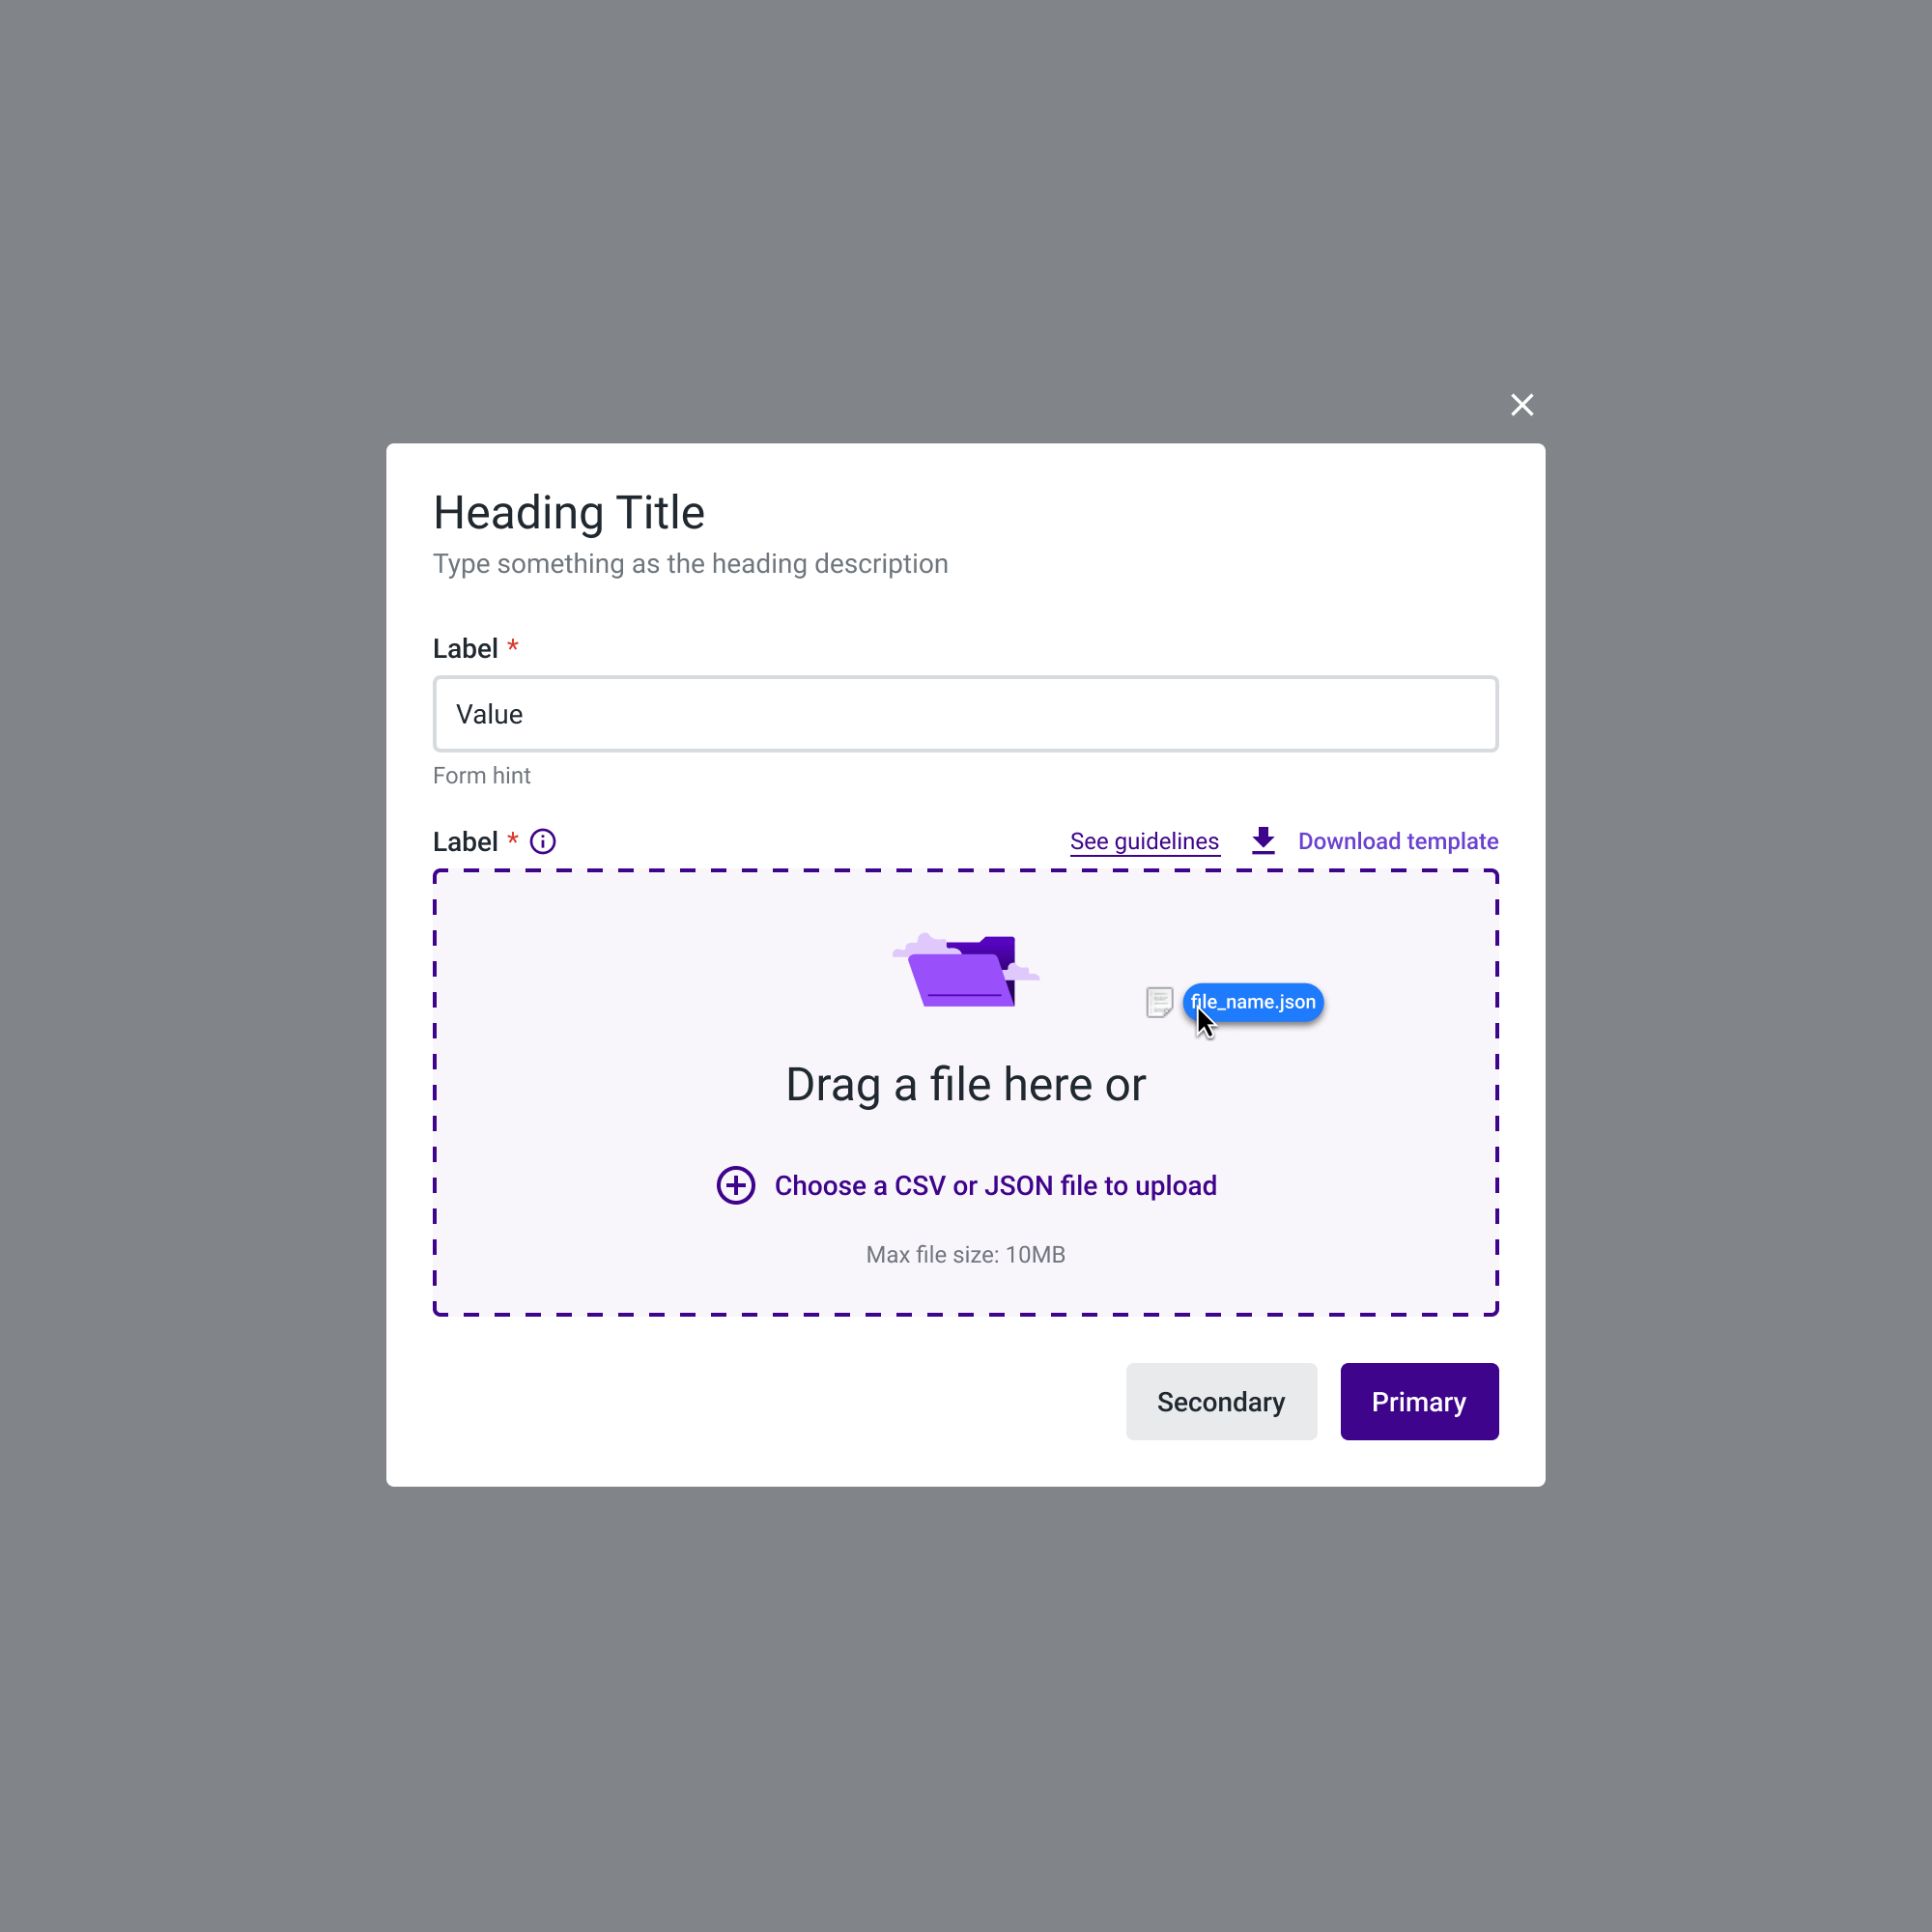 Heading Title
Type something as the heading description
Label *
Value
Form hint
Label * See guidelines Download template
file_name.json
Drag a file here or
Choose a CSV or JSON file to upload
Max file size: 10MB
Secondary Primary